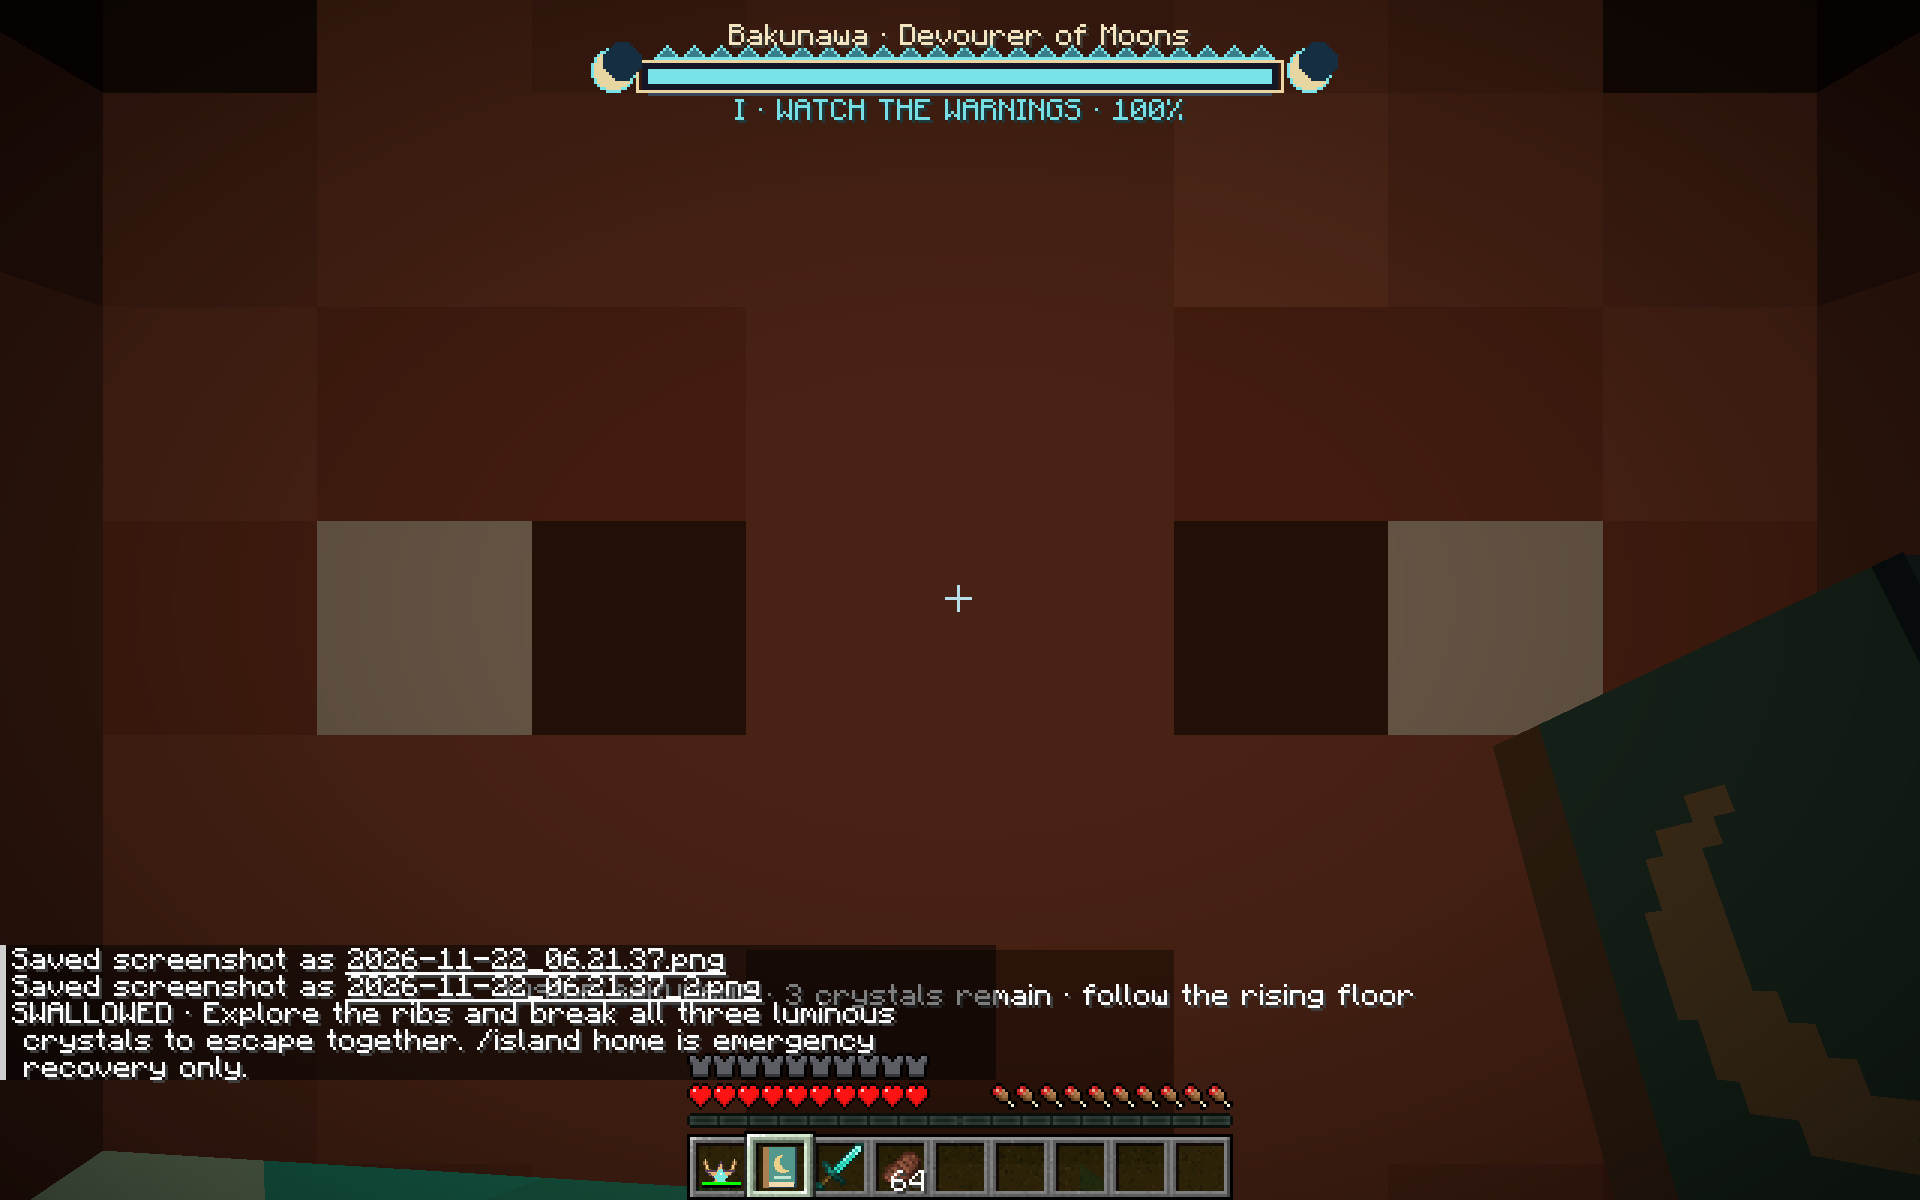 Bakunawa · Devourer of Moons
I · WATCH THE WARNINGS · 100%
Saved screenshot as 2026-11-22_06.21.37.png
Saved screenshot as 2026-11-22_06.21.37_2.png
· 3 crystals remain · follow the rising floor
SWALLOWED · Explore the ribs and break all three luminous
crystals to escape together. /island home is emergency
recovery only.
64